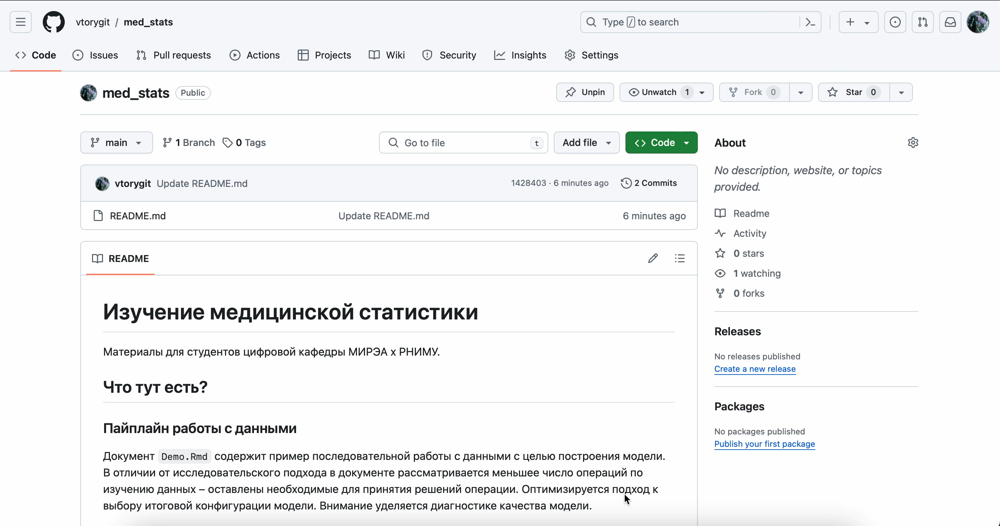 vtorygit / med_stats
Type / to search
Code Issues Pull requests Actions Projects Wiki Security Insights Settings
med_stats Public
Unpin Unwatch 1 Fork 0 Star 0
main 1 Branch 0 Tags
Go to file t
Add file
Code
vtorygit Update README.md 1428403 · 6 minutes ago 2 Commits
README.md Update README.md 6 minutes ago
README
Изучение медицинской статистики
Материалы для студентов цифровой кафедры МИРЭА х РНИМУ.
Что тут есть?
Пайплайн работы с данными
Документ Demo.Rmd содержит пример последовательной работы с данными с целью построения модели.
В отличии от исследовательского подхода в документе рассматривается меньшее число операций по
изучению данных – оставлены необходимые для принятия решений операции. Оптимизируется подход к
выбору итоговой конфигурации модели. Внимание уделяется диагностике качества модели.
About
No description, website, or topics
provided.
Readme
Activity
0 stars
1 watching
0 forks
Releases
No releases published
Create a new release
Packages
No packages published
Publish your first package